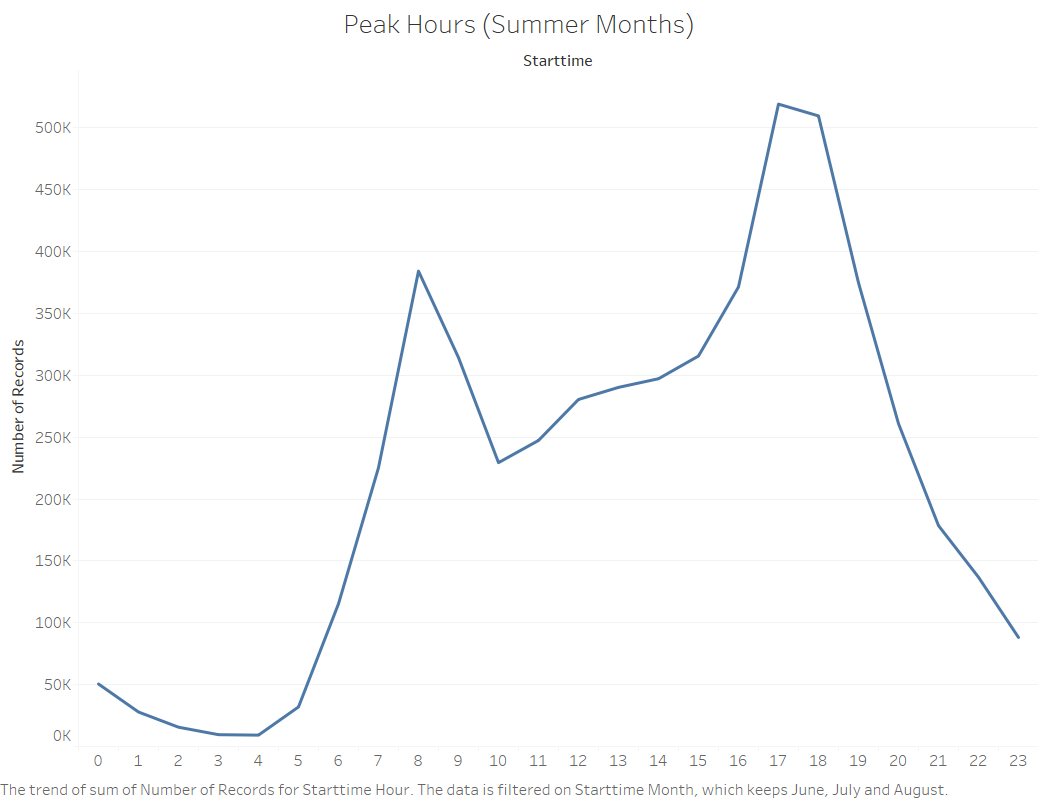 Peak Hours (Summer Months)
Starttime
Number of Records
500K
450K
400K
350K
300K
250K
200K
150K
100K
50K
0K
0 1 2 3 4 5 6 7 8 9 10 11 12 13 14 15 16 17 18 19 20 21 22 23
The trend of sum of Number of Records for Starttime Hour. The data is filtered on Starttime Month, which keeps June, July and August.